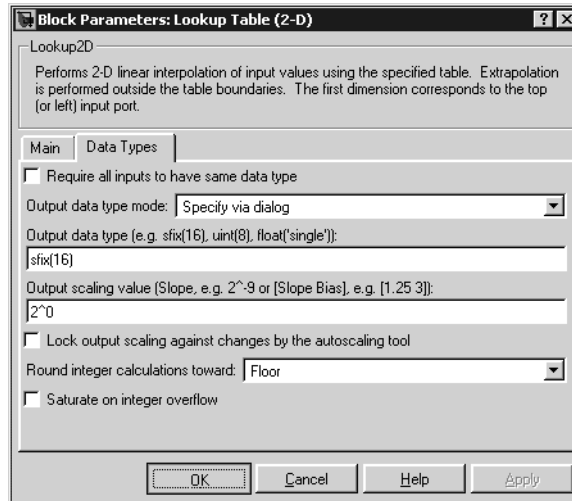 Block Parameters: Lookup Table (2-D)
Lookup2D
Performs 2-D linear interpolation of input values using the specified table. Extrapolation
is performed outside the table boundaries. The first dimension corresponds to the top
(or left) input port.
Main
Data Types
Require all inputs to have same data type
Output data type mode: Specify via dialog
Output data type (e.g. sfix(16), uint(8), float('single')):
sfix(16)
Output scaling value (Slope, e.g. 2^-9 or [Slope Bias], e.g. [1.25 3]):
2^0
Lock output scaling against changes by the autoscaling tool
Round integer calculations toward: Floor
Saturate on integer overflow
OK Cancel Help Apply